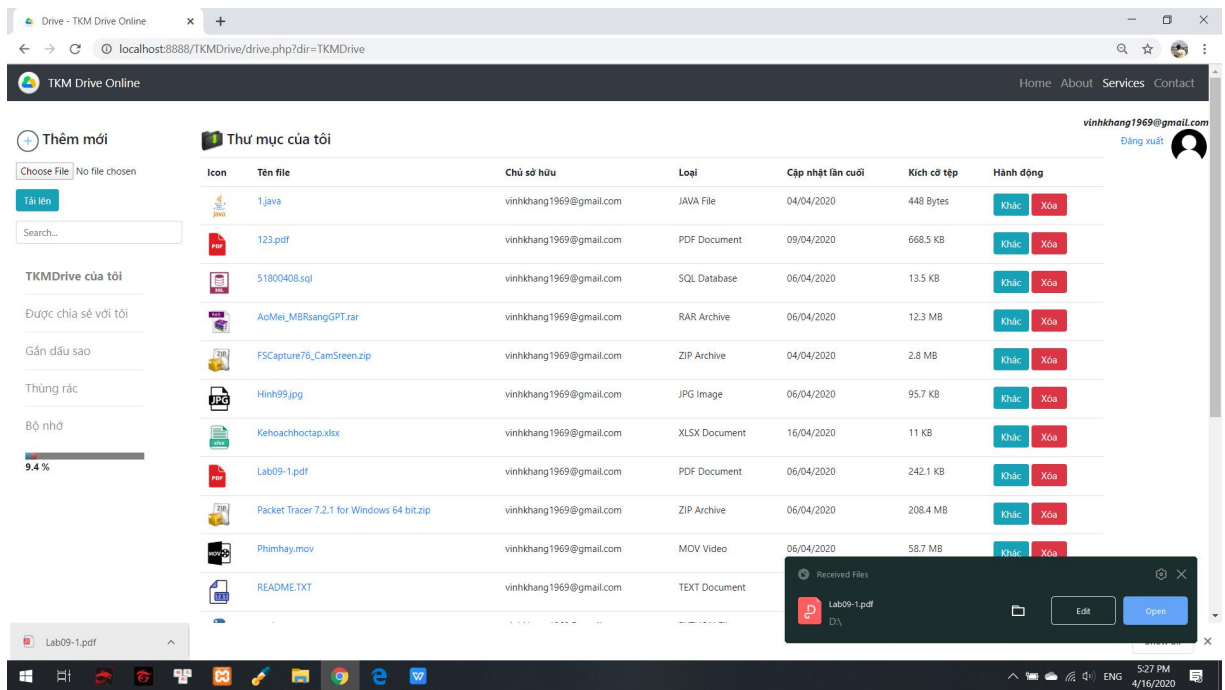 Drive - TKM Drive Online
localhost:8888/TKMDrive/drive.php?dir=TKMDrive
TKM Drive Online
Home About Services Contact
vinhkhang1969@gmail.com
Đăng xuất
Thêm mới
Choose File No file chosen
Tải lên
Search...
TKMDrive của tôi
Được chia sẻ với tôi
Gắn dấu sao
Thùng rác
Bộ nhớ
9.4 %
Thư mục của tôi
Icon Tên file Chủ sở hữu Loại Cập nhật lần cuối Kích cỡ tệp Hành động
java 1.java vinhkhang1969@gmail.com JAVA File 04/04/2020 448 Bytes Khác Xóa
PDF 123.pdf vinhkhang1969@gmail.com PDF Document 09/04/2020 668.5 KB Khác Xóa
SQL 51800408.sql vinhkhang1969@gmail.com SQL Database 06/04/2020 13.5 KB Khác Xóa
RAR AoMei_MBRsangGPT.rar vinhkhang1969@gmail.com RAR Archive 06/04/2020 12.3 MB Khác Xóa
ZIP FSCapture76_CamSreen.zip vinhkhang1969@gmail.com ZIP Archive 04/04/2020 2.8 MB Khác Xóa
JPG Hinh99.jpg vinhkhang1969@gmail.com JPG Image 06/04/2020 95.7 KB Khác Xóa
xlsx Kehoachhoctap.xlsx vinhkhang1969@gmail.com XLSX Document 16/04/2020 11 KB Khác Xóa
PDF Lab09-1.pdf vinhkhang1969@gmail.com PDF Document 06/04/2020 242.1 KB Khác Xóa
ZIP Packet Tracer 7.2.1 for Windows 64 bit.zip vinhkhang1969@gmail.com ZIP Archive 06/04/2020 208.4 MB Khác Xóa
MOV Phimhay.mov vinhkhang1969@gmail.com MOV Video 06/04/2020 58.7 MB Khác Xóa
TXT README.TXT vinhkhang1969@gmail.com TEXT Document
Received Files
Lab09-1.pdf
D:\
Edit Open
Lab09-1.pdf
ENG
5:27 PM
4/16/2020